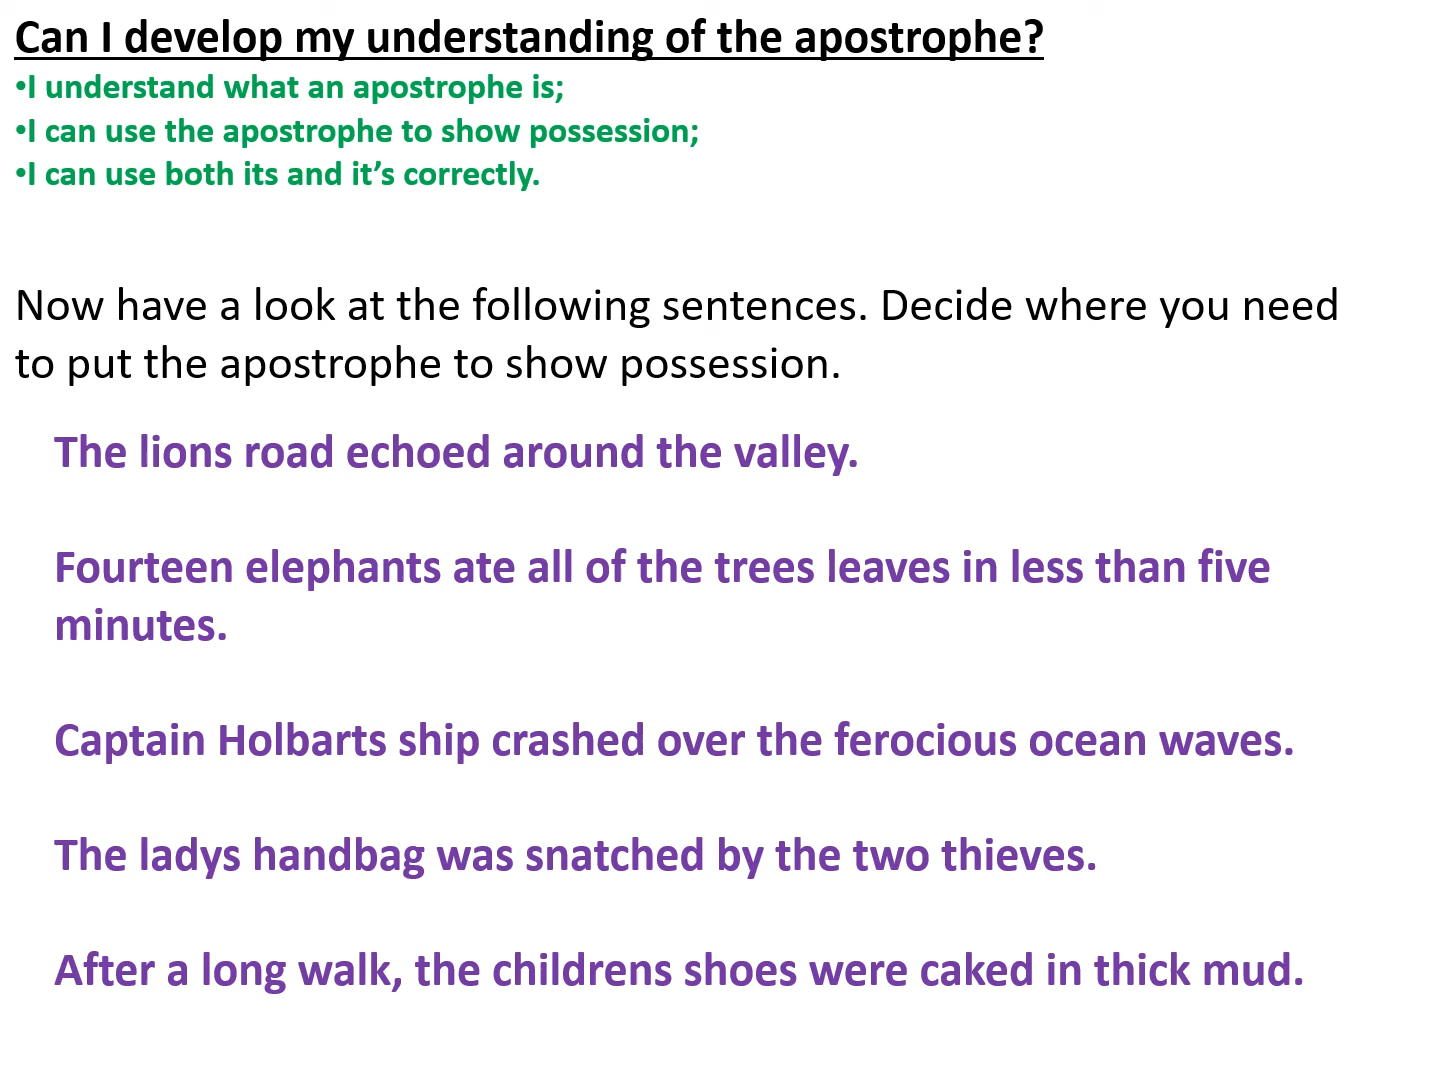 Can I develop my understanding of the apostrophe?
•I understand what an apostrophe is;
•I can use the apostrophe to show possession;
•I can use both its and it’s correctly.
Now have a look at the following sentences. Decide where you need
to put the apostrophe to show possession.
The lions road echoed around the valley.
Fourteen elephants ate all of the trees leaves in less than five
minutes.
Captain Holbarts ship crashed over the ferocious ocean waves.
The ladys handbag was snatched by the two thieves.
After a long walk, the childrens shoes were caked in thick mud.